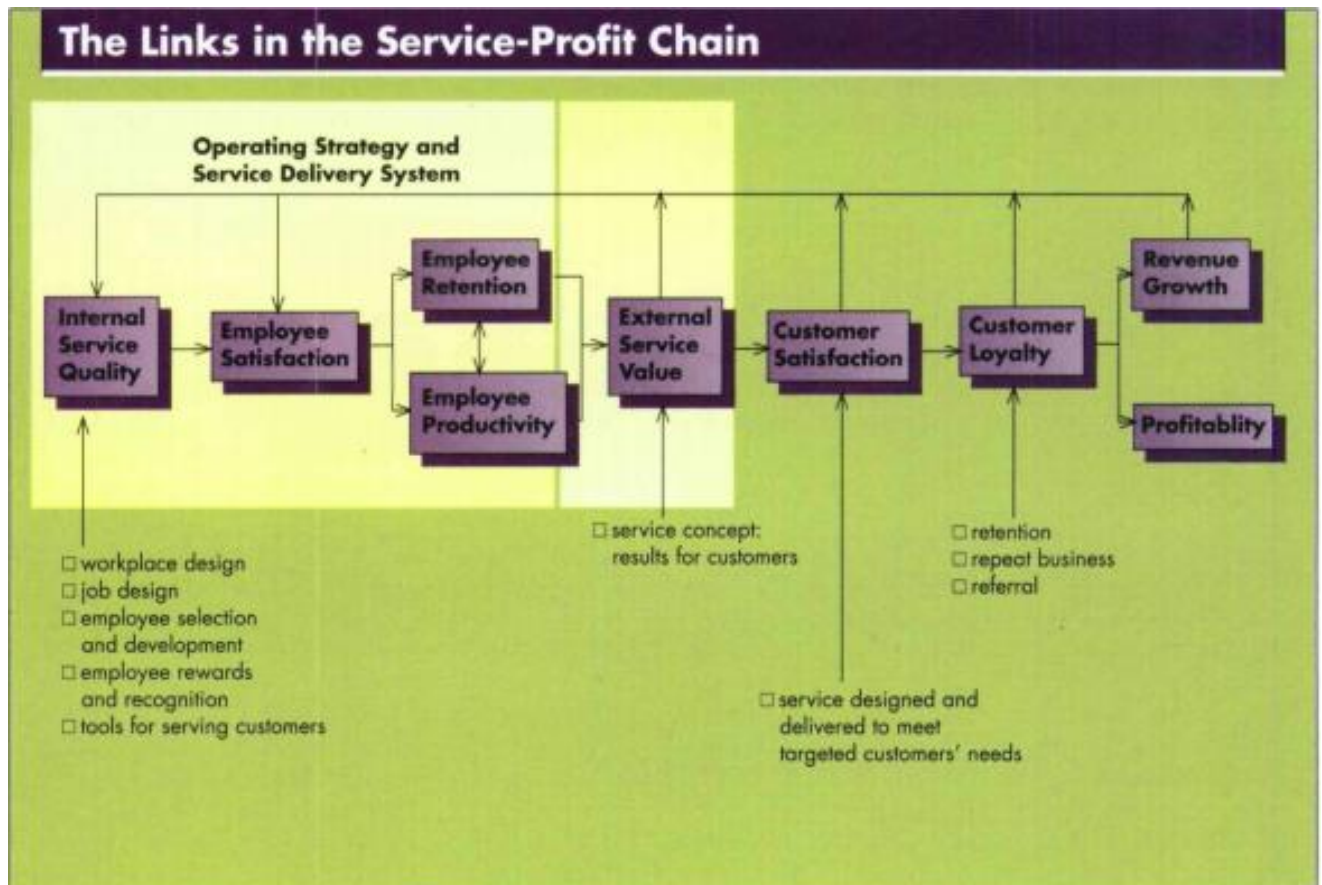 The Links in the Service-Profit Chain
Operating Strategy and
Service Delivery System
Internal
Service
Quality
Employee
Satisfaction
Employee
Retention
Employee
Productivity
External
Service
Value
Customer
Satisfaction
Customer
Loyalty
Revenue
Growth
Profitablity
□ workplace design
□ job design
□ employee selection
and development
□ employee rewards
and recognition
□ tools for serving customers
□ service concept:
results for customers
□ service designed and
delivered to meet
targeted customers' needs
□ retention
□ repeat business
□ referral